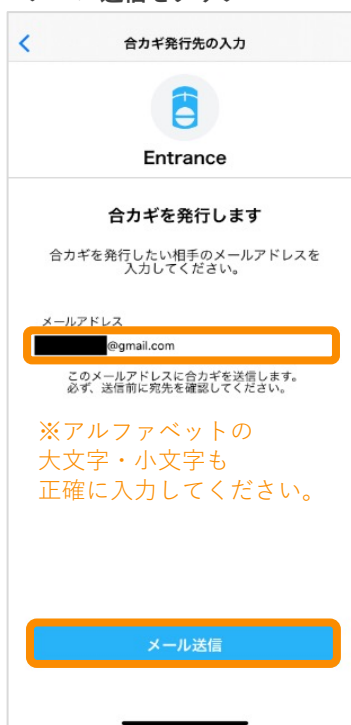 合カギ発行先の入力
Entrance
合カギを発行します
合カギを発行したい相手のメールアドレスを
入力してください。
メールアドレス
@gmail.com
このメールアドレスに合カギを送信します。
必ず、送信前に宛先を確認してください。
※アルファベットの
大文字・小文字も
正確に入力してください。
メール送信